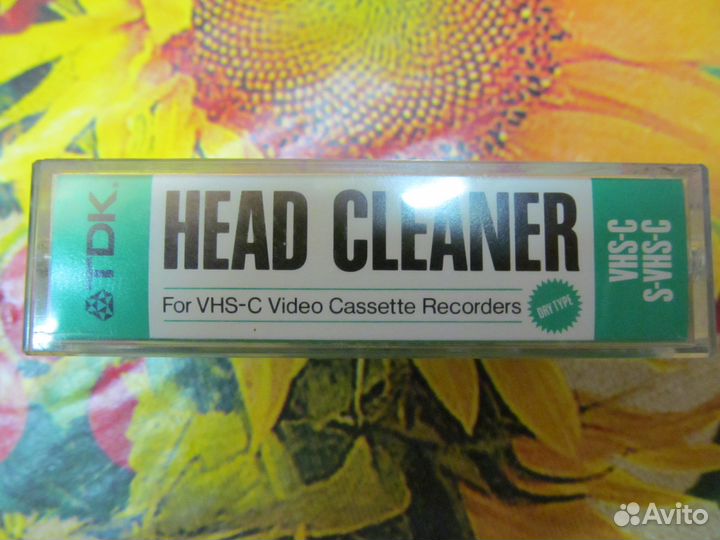 TDK
HEAD CLEANER
For VHS-C Video Cassette Recorders
DRY TYPE
VHS-C
S-VHS-C
Avito